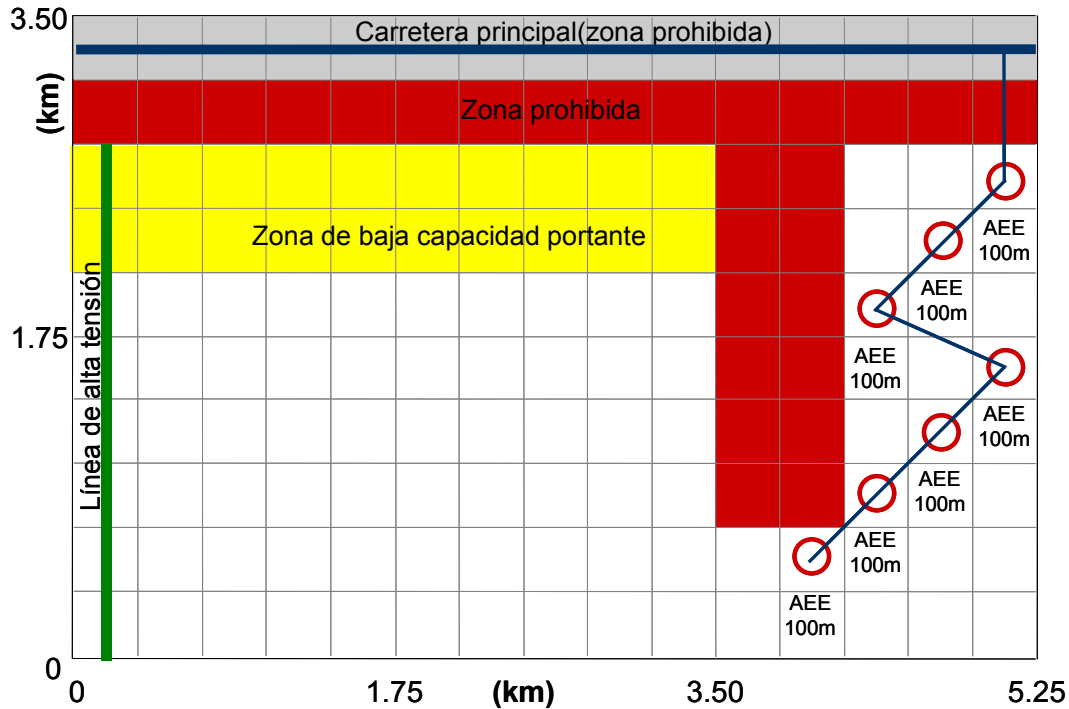 3.50
Carretera principal(zona prohibida)
(km)
Zona prohibida
Zona de baja capacidad portante
Línea de alta tensión
AEE
100m
AEE
100m
1.75
AEE
100m
AEE
100m
AEE
100m
AEE
100m
AEE
100m
0
0
1.75
(km)
3.50
5.25